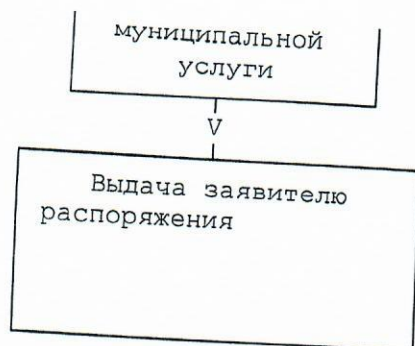 муниципальной
услуги
V
Выдача заявителю
распоряжения